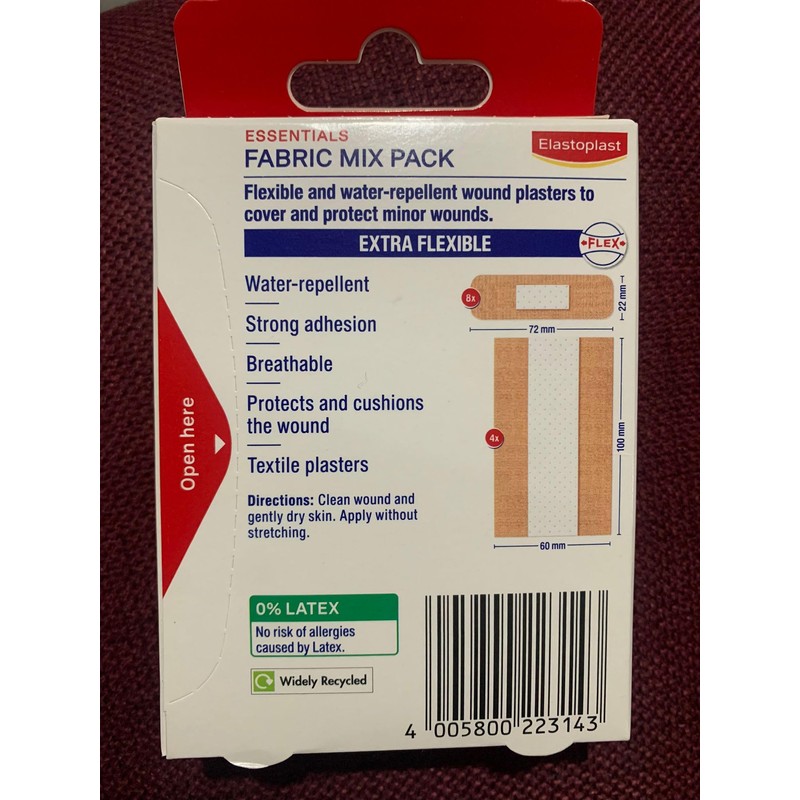 ESSENTIALS
FABRIC MIX PACK
Elastoplast
Flexible and water-repellent wound plasters to
cover and protect minor wounds.
EXTRA FLEXIBLE
FLEX
Water-repellent
Strong adhesion
Breathable
Protects and cushions
the wound
Textile plasters
Directions: Clean wound and
gently dry skin. Apply without
stretching.
8x
22 mm
72 mm
4x
100 mm
60 mm
Open here
0% LATEX
No risk of allergies
caused by Latex.
Widely Recycled
4 005800 223143